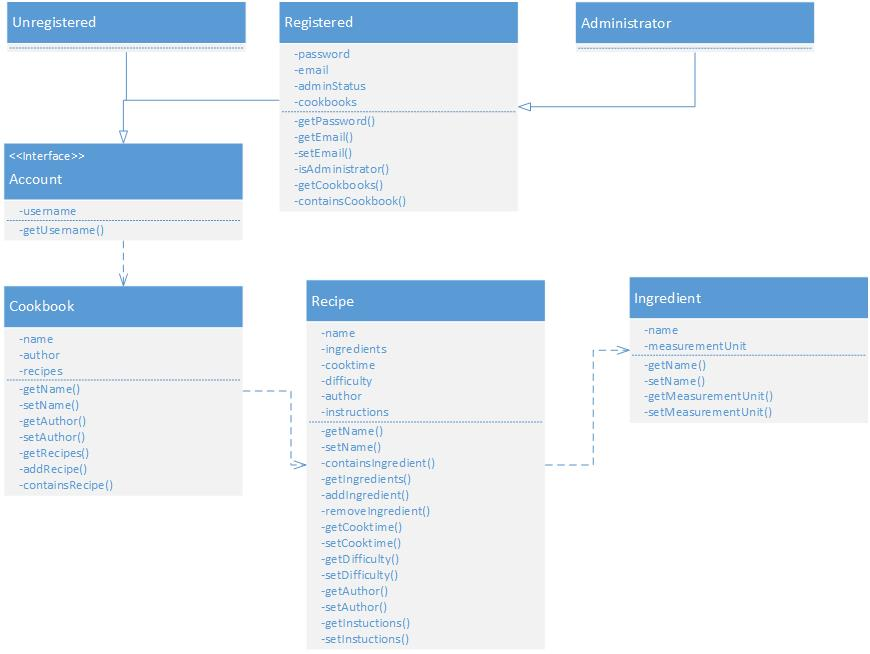 Unregistered
Registered
-password
-email
-adminStatus
-cookbooks
-getPassword()
-getEmail()
-setEmail()
-isAdministrator()
-getCookbooks()
-containsCookbook()
Administrator
<<Interface>>
Account
-username
-getUsername()
Cookbook
-name
-author
-recipes
-getName()
-setName()
-getAuthor()
-setAuthor()
-getRecipes()
-addRecipe()
-containsRecipe()
Recipe
-name
-ingredients
-cooktime
-difficulty
-author
-instructions
-getName()
-setName()
-containsIngredient()
-getIngredients()
-addIngredient()
-removeIngredient()
-getCooktime()
-setCooktime()
-getDifficulty()
-setDifficulty()
-getAuthor()
-setAuthor()
-getInstuctions()
-setInstuctions()
Ingredient
-name
-measurementUnit
-getName()
-setName()
-getMeasurementUnit()
-setMeasurementUnit()